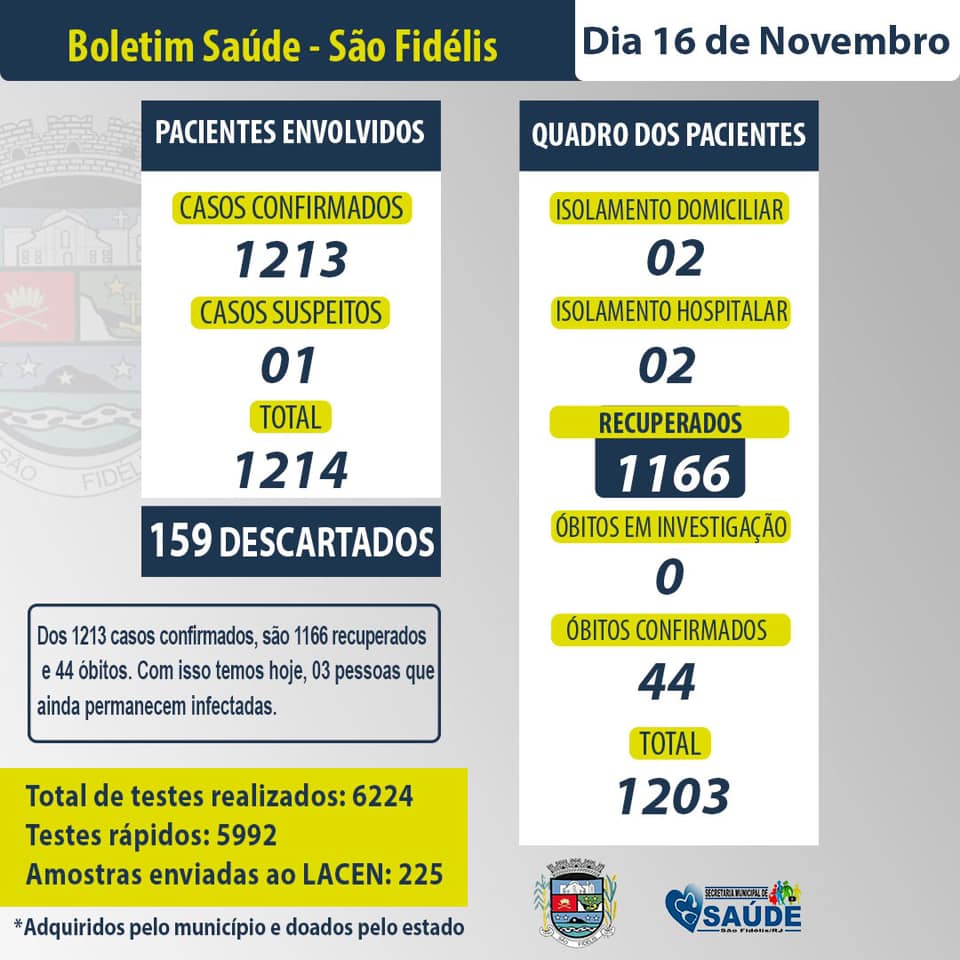 Boletim Saúde - São Fidélis
Dia 16 de Novembro
PACIENTES ENVOLVIDOS
CASOS CONFIRMADOS
1213
CASOS SUSPEITOS
01
TOTAL
1214
159 DESCARTADOS
Dos 1213 casos confirmados, são 1166 recuperados
e 44 óbitos. Com isso temos hoje, 03 pessoas que
ainda permanecem infectadas.
Total de testes realizados: 6224
Testes rápidos: 5992
Amostras enviadas ao LACEN: 225
*Adquiridos pelo município e doados pelo estado
QUADRO DOS PACIENTES
ISOLAMENTO DOMICILIAR
02
ISOLAMENTO HOSPITALAR
02
RECUPERADOS
1166
ÓBITOS EM INVESTIGAÇÃO
0
ÓBITOS CONFIRMADOS
44
TOTAL
1203
SÃO FIDÉLIS
SECRETARIA MUNICIPAL DE
SAÚDE
São Fidélis/RJ
SÃO FIDÉL